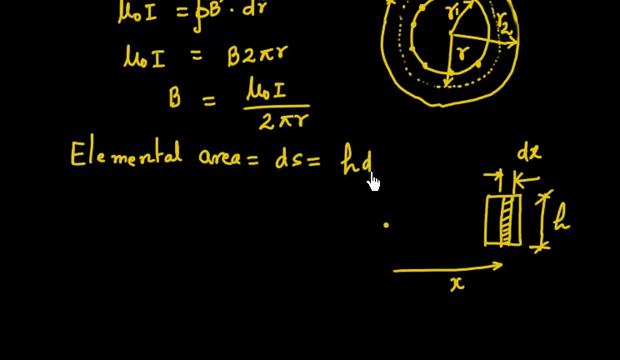 μ₀I = ∮B · dr
μ₀I = B2πr
B = μ₀I / 2πr
Elemental area = ds = hd
r₁
r₂
r
dx
h
x